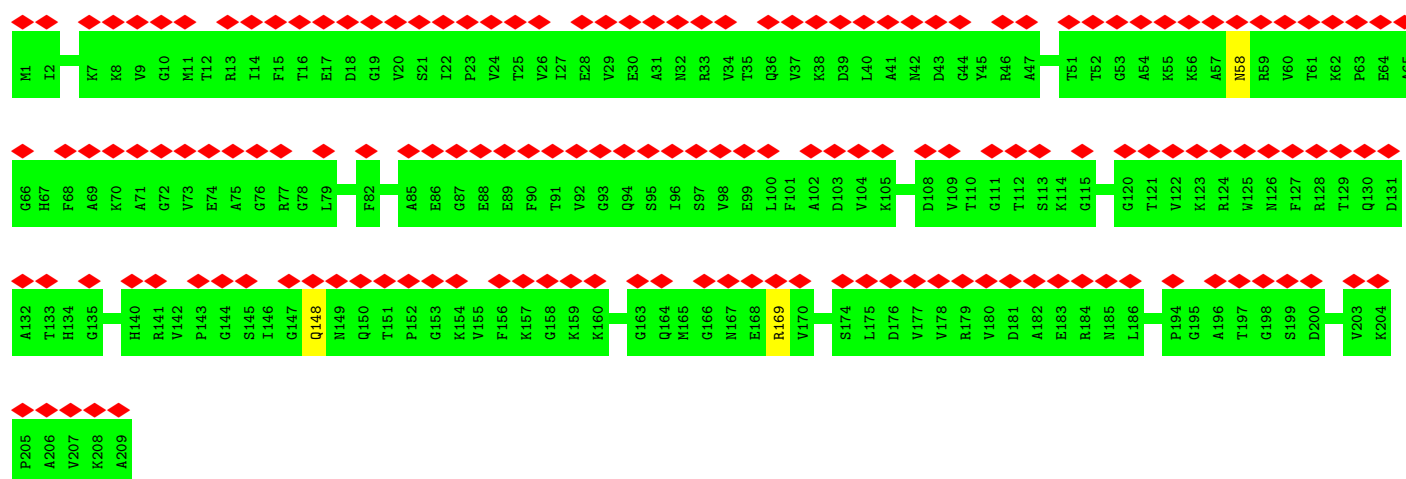 M1 I2 K7 K8 V9 G10 M11 T12 R13 I14 F15 T16 E17 D18 G19 V20 S21 I22 P23 V24 T25 V26 I27 E28 V29 E30 A31 N32 R33 V34 T35 Q36 V37 K38 D39 L40 A41 N42 D43 G44 Y45 R46 A47 T51 T52 G53 A54 K55 K56 A57 N58 R59 V60 T61 K62 P63 E64 A65
G66 H67 F68 A69 K70 A71 G72 V73 E74 A75 G76 R77 G78 L79 F82 A85 E86 G87 E88 E89 F90 T91 V92 G93 Q94 S95 I96 S97 V98 E99 L100 F101 A102 D103 V104 K105 D108 V109 T110 G111 T112 S113 K114 G115 G120 T121 V122 K123 R124 W125 N126 F127 R128 T129 Q130 D131
A132 T133 H134 G135 H140 R141 V142 P143 G144 S145 I146 G147 Q148 N149 Q150 T151 P152 G153 K154 V155 F156 K157 G158 K159 K160 G163 Q164 M165 G166 N167 E168 R169 V170 S174 L175 D176 V177 V178 R179 V180 D181 A182 E183 R184 N185 L186 P194 G195 A196 T197 G198 S199 D200 V203 K204
P205 A206 V207 K208 A209